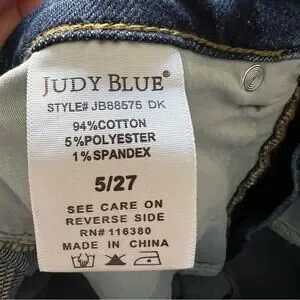 JUDY BLUE®
STYLE# JB88575 DK
94%COTTON
5%POLYESTER
1%SPANDEX
5/27
SEE CARE ON
REVERSE SIDE
RN# 116380
MADE IN CHINA